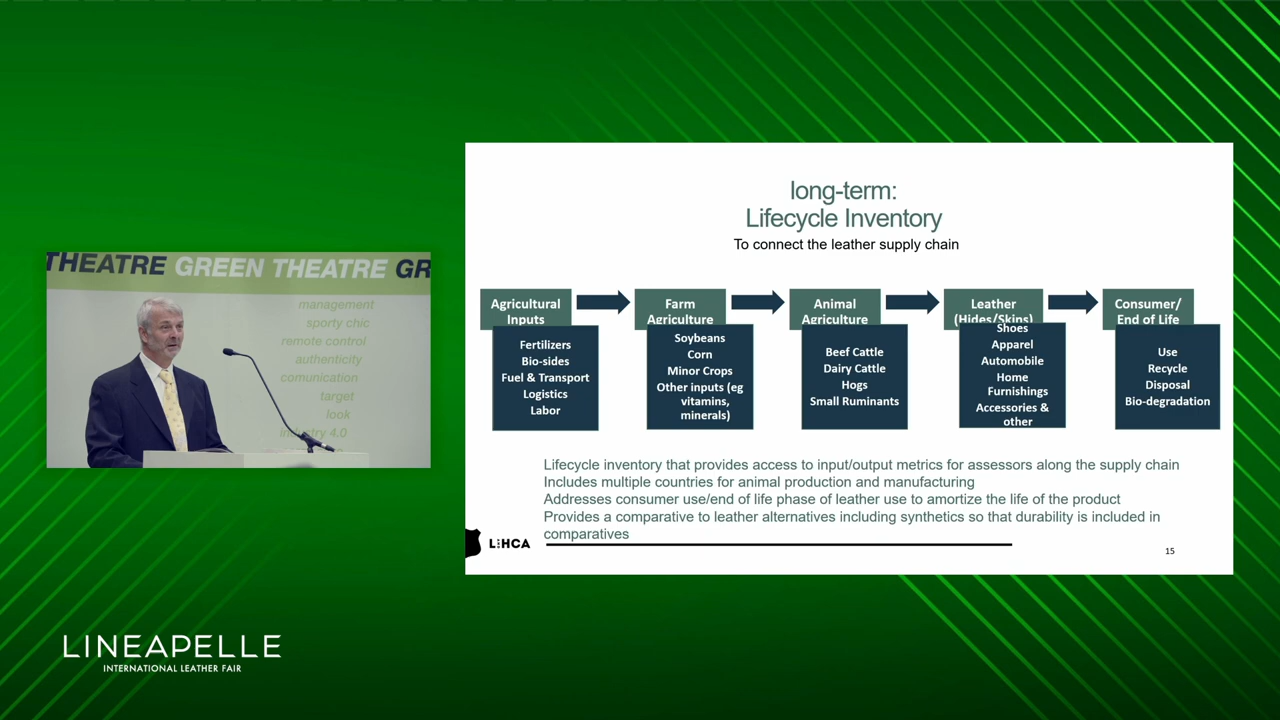 THEATRE GREEN THEATRE GR
management
sporty chic
remote control
authenticity
comunication
target
look
industry 4.0
LINEAPELLE
INTERNATIONAL LEATHER FAIR
long-term:
Lifecycle Inventory
To connect the leather supply chain
Agricultural
Inputs
Fertilizers
Bio-sides
Fuel & Transport
Logistics
Labor
Farm
Agriculture
Soybeans
Corn
Minor Crops
Other inputs (eg
vitamins,
minerals)
Animal
Agriculture
Beef Cattle
Dairy Cattle
Hogs
Small Ruminants
Leather
(Hides/Skins)
Shoes
Apparel
Automobile
Home
Furnishings
Accessories &
other
Consumer/
End of Life
Use
Recycle
Disposal
Bio-degradation
Lifecycle inventory that provides access to input/output metrics for assessors along the supply chain
Includes multiple countries for animal production and manufacturing
Addresses consumer use/end of life phase of leather use to amortize the life of the product
Provides a comparative to leather alternatives including synthetics so that durability is included in
comparatives
L&HCA
15